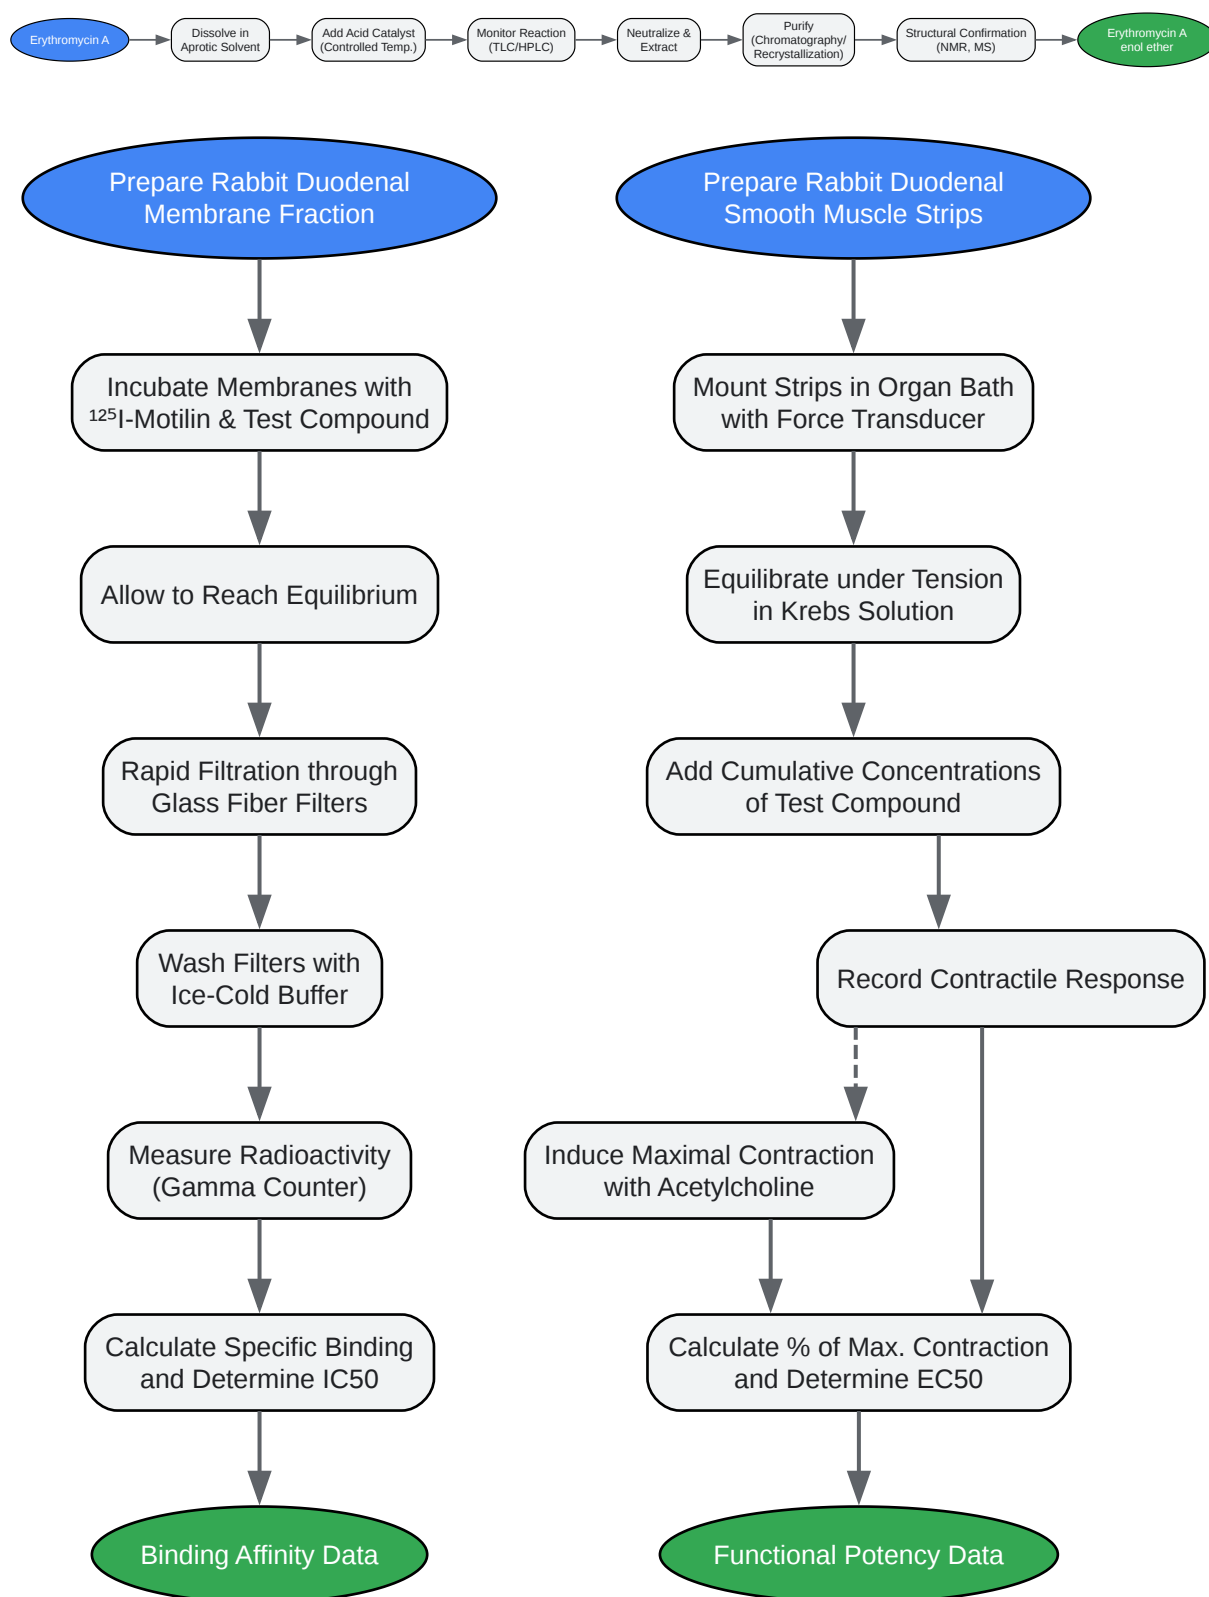 Erythromycin A
Dissolve in
Aprotic Solvent
Add Acid Catalyst
(Controlled Temp.)
Monitor Reaction
(TLC/HPLC)
Neutralize &
Extract
Purify
(Chromatography/
Recrystallization)
Structural Confirmation
(NMR, MS)
Erythromycin A
enol ether
Prepare Rabbit Duodenal
Membrane Fraction
Incubate Membranes with
¹²⁵I-Motilin & Test Compound
Allow to Reach Equilibrium
Rapid Filtration through
Glass Fiber Filters
Wash Filters with
Ice-Cold Buffer
Measure Radioactivity
(Gamma Counter)
Calculate Specific Binding
and Determine IC50
Binding Affinity Data
Prepare Rabbit Duodenal
Smooth Muscle Strips
Mount Strips in Organ Bath
with Force Transducer
Equilibrate under Tension
in Krebs Solution
Add Cumulative Concentrations
of Test Compound
Record Contractile Response
Induce Maximal Contraction
with Acetylcholine
Calculate % of Max. Contraction
and Determine EC50
Functional Potency Data